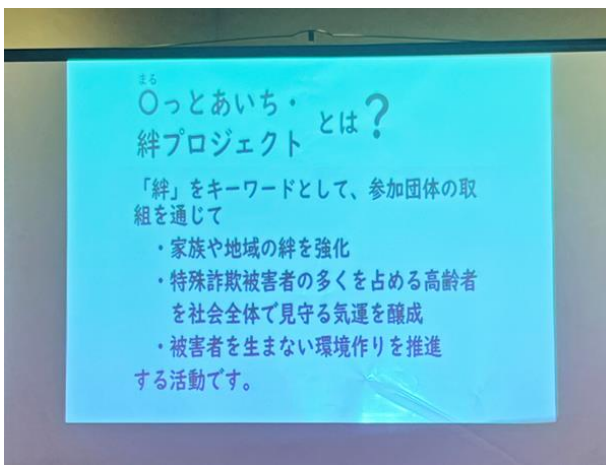 まる
○っとあいち・
絆プロジェクト とは？
「絆」をキーワードとして、参加団体の取
組を通じて
・家族や地域の絆を強化
・特殊詐欺被害者の多くを占める高齢者
を社会全体で見守る気運を醸成
・被害者を生まない環境作りを推進
する活動です。